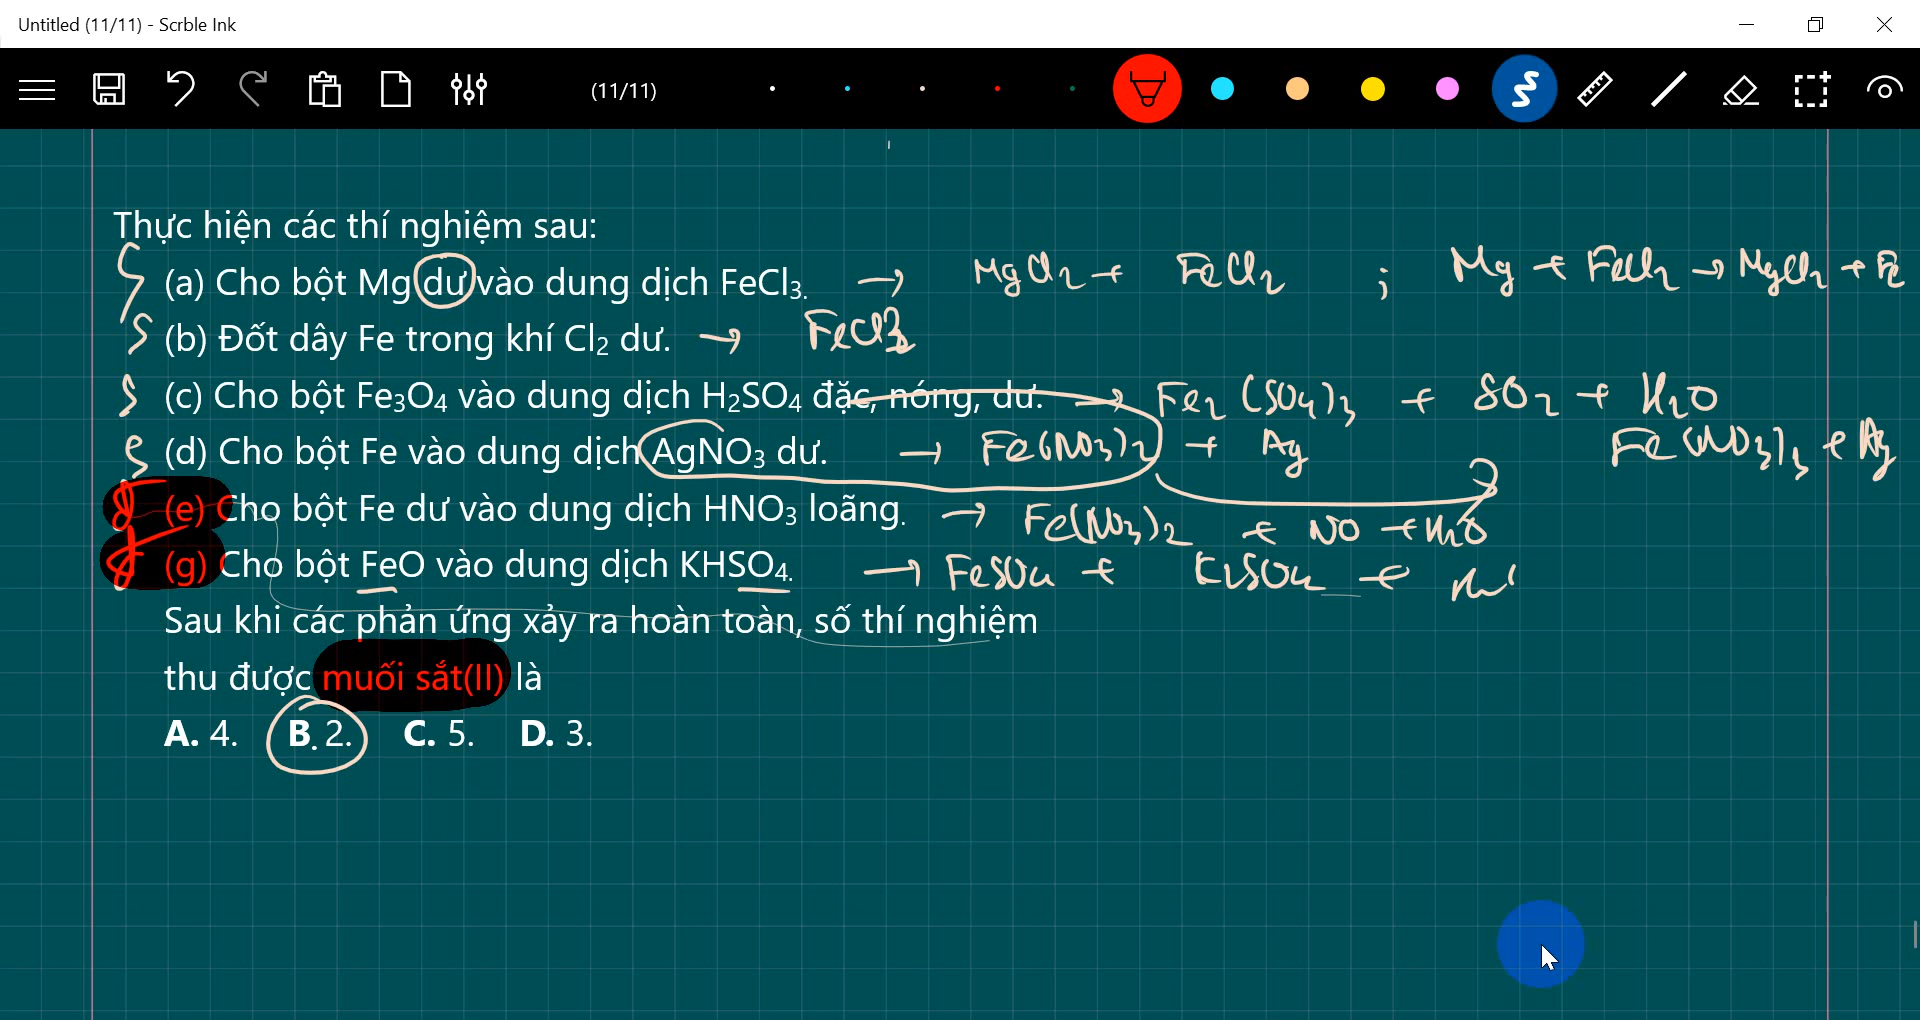 Untitled (11/11) - Scrble Ink
(11/11)
Thực hiện các thí nghiệm sau:
S (a) Cho bột Mg dư vào dung dịch FeCl₃. → MgCl₂ + FeCl₂ ; Mg + FeCl₂ → MgCl₂ + Fe
S (b) Đốt dây Fe trong khí Cl₂ dư. → FeCl₃
S (c) Cho bột Fe₃O₄ vào dung dịch H₂SO₄ đặc, nóng, dư. → Fe₂(SO₄)₃ + SO₂ + H₂O
S (d) Cho bột Fe vào dung dịch AgNO₃ dư. → Fe(NO₃)₂ + Ag Fe(NO₃)₃ + Ag
đ (e) Cho bột Fe dư vào dung dịch HNO₃ loãng. → Fe(NO₃)₂ + NO + H₂O
đ (g) Cho bột FeO vào dung dịch KHSO₄. → FeSO₄ + K₂SO₄ +
Sau khi các phản ứng xảy ra hoàn toàn, số thí nghiệm
thu được muối sắt(II) là
A. 4. B. 2. C. 5. D. 3.